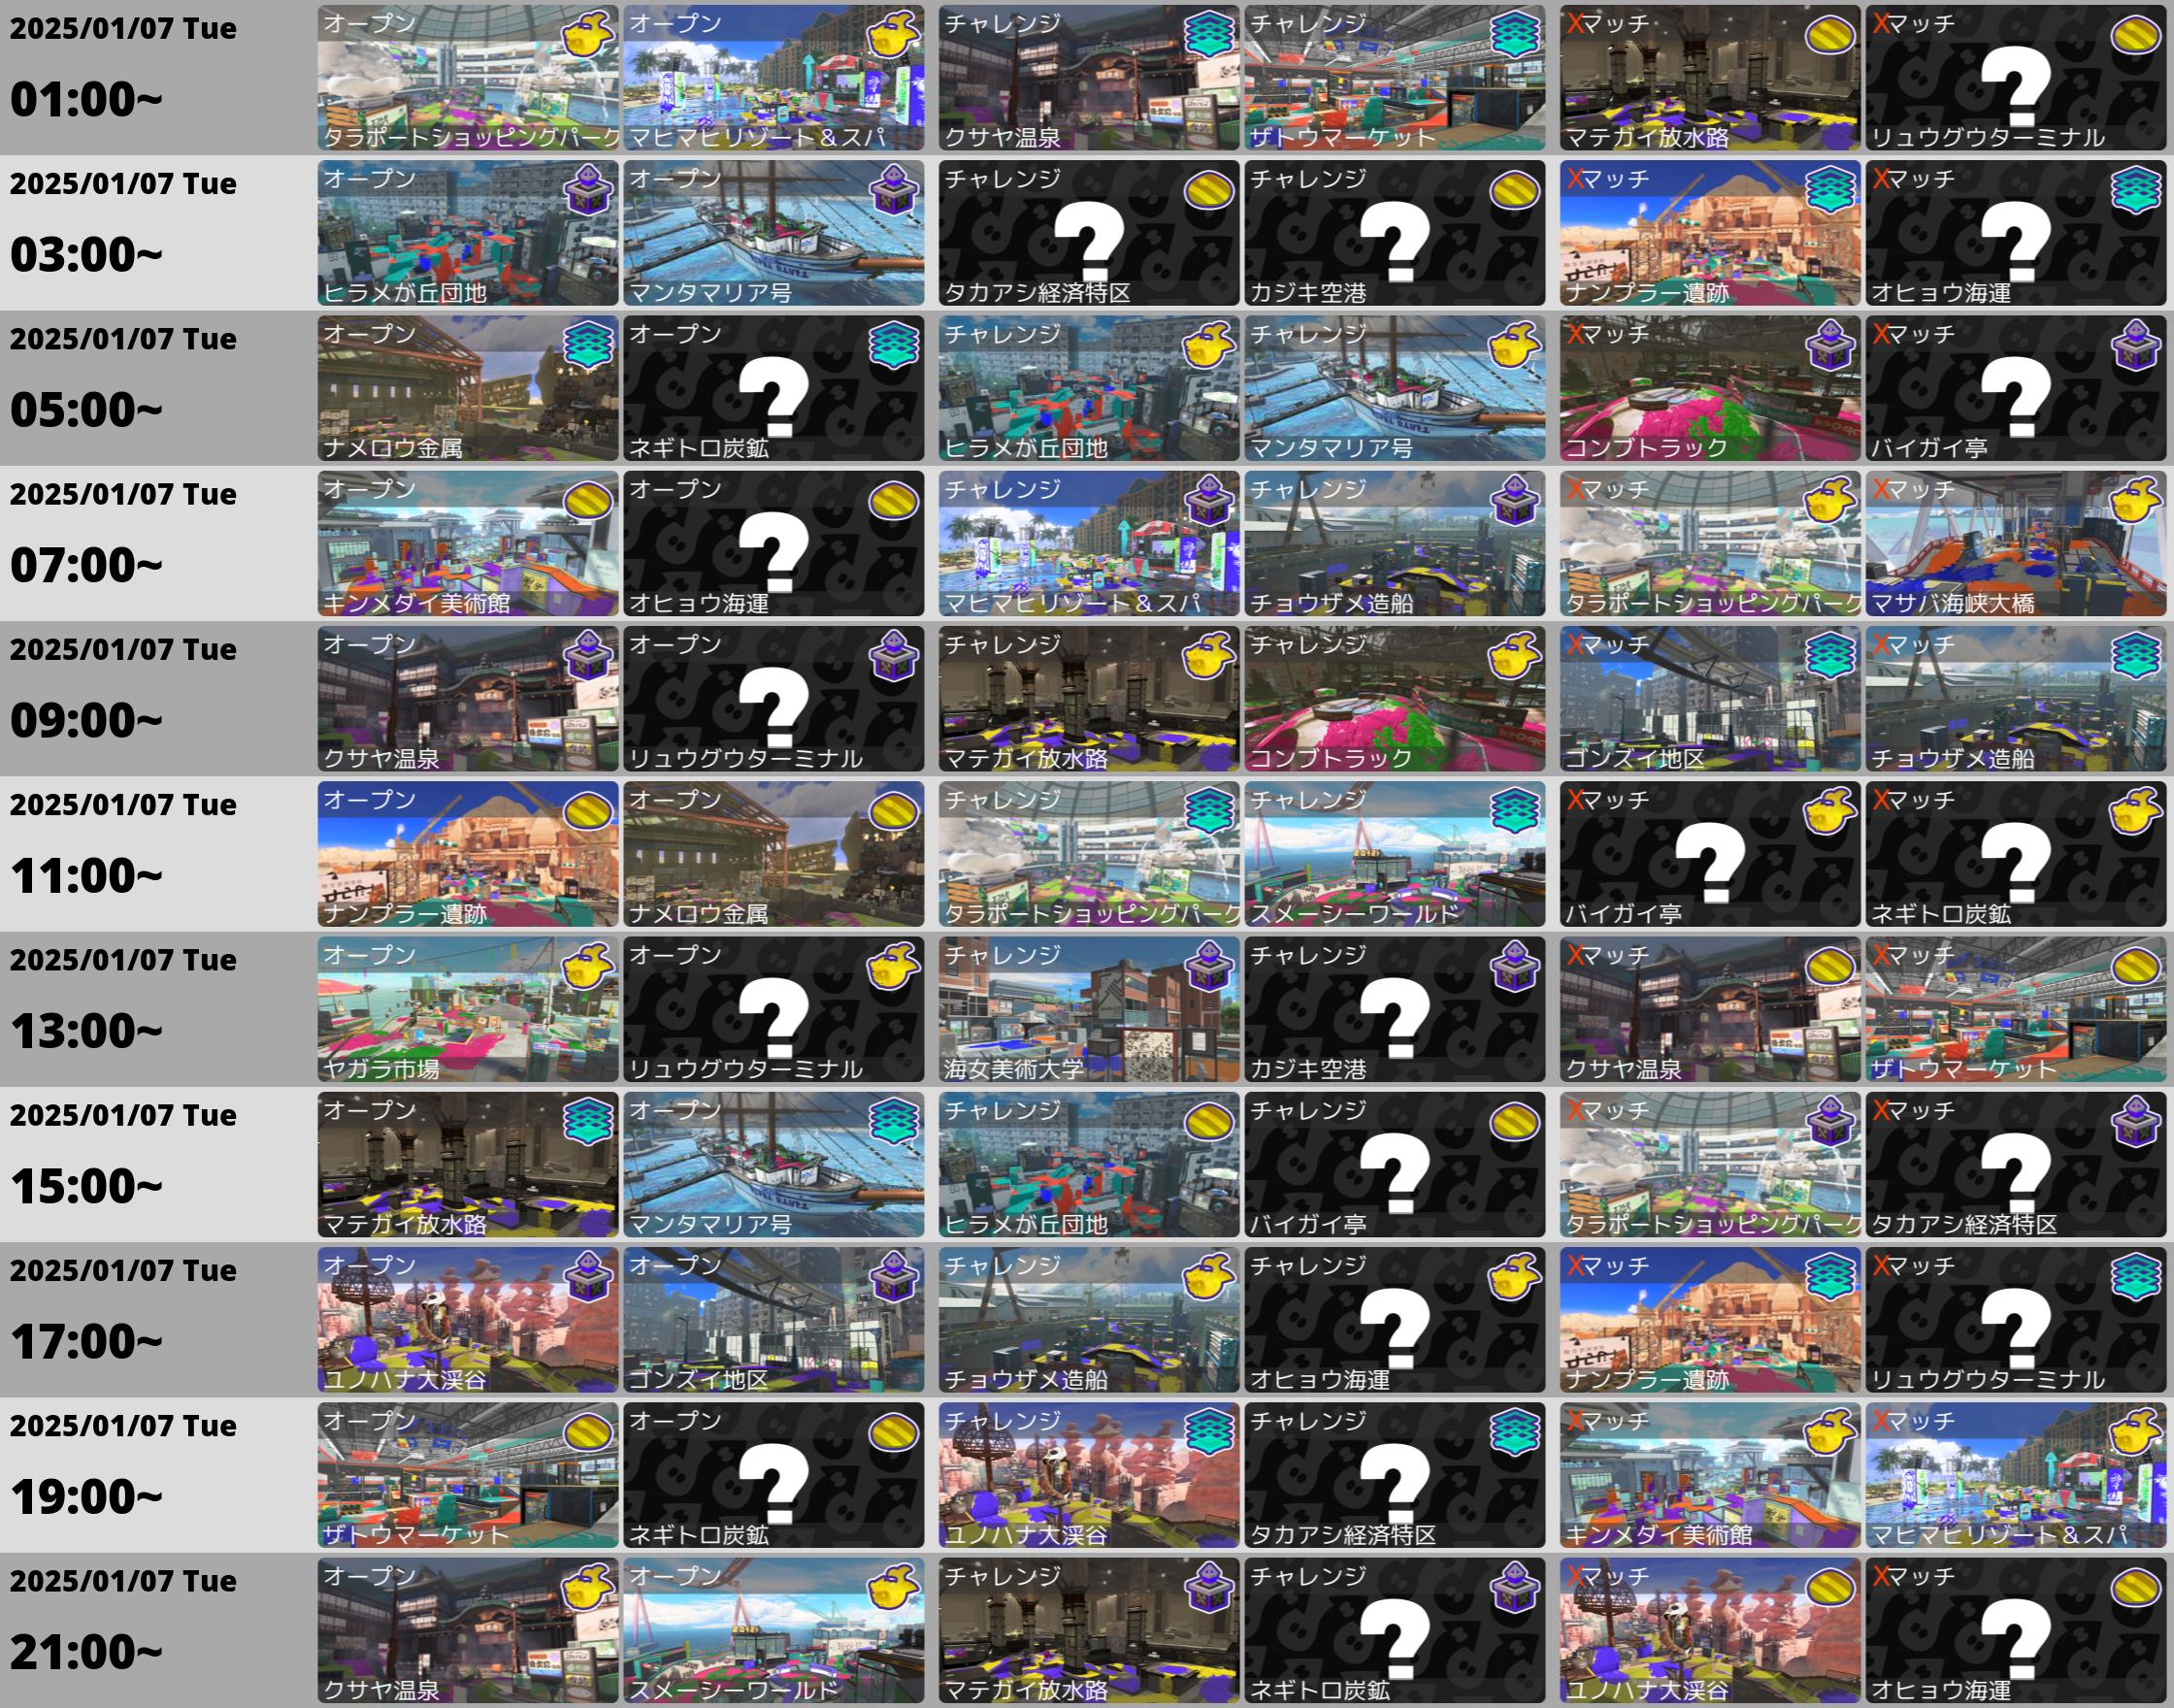 2025/01/07 Tue
01:00~
オープン
タラポートショッピングパーク
オープン
マヒマヒリゾート＆スパ
チャレンジ
クサヤ温泉
チャレンジ
ザトウマーケット
Xマッチ
マテガイ放水路
Xマッチ
リュウグウターミナル
2025/01/07 Tue
03:00~
オープン
ヒラメが丘団地
オープン
マンタマリア号
チャレンジ
タカアシ経済特区
チャレンジ
カジキ空港
Xマッチ
ナンプラー遺跡
Xマッチ
オヒョウ海運
2025/01/07 Tue
05:00~
オープン
ナメロウ金属
オープン
ネギトロ炭鉱
チャレンジ
ヒラメが丘団地
チャレンジ
マンタマリア号
Xマッチ
コンブトラック
Xマッチ
バイガイ亭
2025/01/07 Tue
07:00~
オープン
キンメダイ美術館
オープン
オヒョウ海運
チャレンジ
マヒマヒリゾート＆スパ
チャレンジ
チョウザメ造船
Xマッチ
タラポートショッピングパーク
Xマッチ
マサバ海峡大橋
2025/01/07 Tue
09:00~
オープン
クサヤ温泉
オープン
リュウグウターミナル
チャレンジ
マテガイ放水路
チャレンジ
コンブトラック
Xマッチ
ゴンズイ地区
Xマッチ
チョウザメ造船
2025/01/07 Tue
11:00~
オープン
ナンプラー遺跡
オープン
ナメロウ金属
チャレンジ
タラポートショッピングパーク
チャレンジ
スメーシーワールド
Xマッチ
バイガイ亭
Xマッチ
ネギトロ炭鉱
2025/01/07 Tue
13:00~
オープン
ヤガラ市場
オープン
リュウグウターミナル
チャレンジ
海女美術大学
チャレンジ
カジキ空港
Xマッチ
クサヤ温泉
Xマッチ
ザトウマーケット
2025/01/07 Tue
15:00~
オープン
マテガイ放水路
オープン
マンタマリア号
チャレンジ
ヒラメが丘団地
チャレンジ
バイガイ亭
Xマッチ
タラポートショッピングパーク
Xマッチ
タカアシ経済特区
2025/01/07 Tue
17:00~
オープン
ユノハナ大渓谷
オープン
ゴンズイ地区
チャレンジ
チョウザメ造船
チャレンジ
オヒョウ海運
Xマッチ
ナンプラー遺跡
Xマッチ
リュウグウターミナル
2025/01/07 Tue
19:00~
オープン
ザトウマーケット
オープン
ネギトロ炭鉱
チャレンジ
ユノハナ大渓谷
チャレンジ
タカアシ経済特区
Xマッチ
キンメダイ美術館
Xマッチ
マヒマヒリゾート＆スパ
2025/01/07 Tue
21:00~
オープン
クサヤ温泉
オープン
スメーシーワールド
チャレンジ
マテガイ放水路
チャレンジ
ネギトロ炭鉱
Xマッチ
ユノハナ大渓谷
Xマッチ
オヒョウ海運